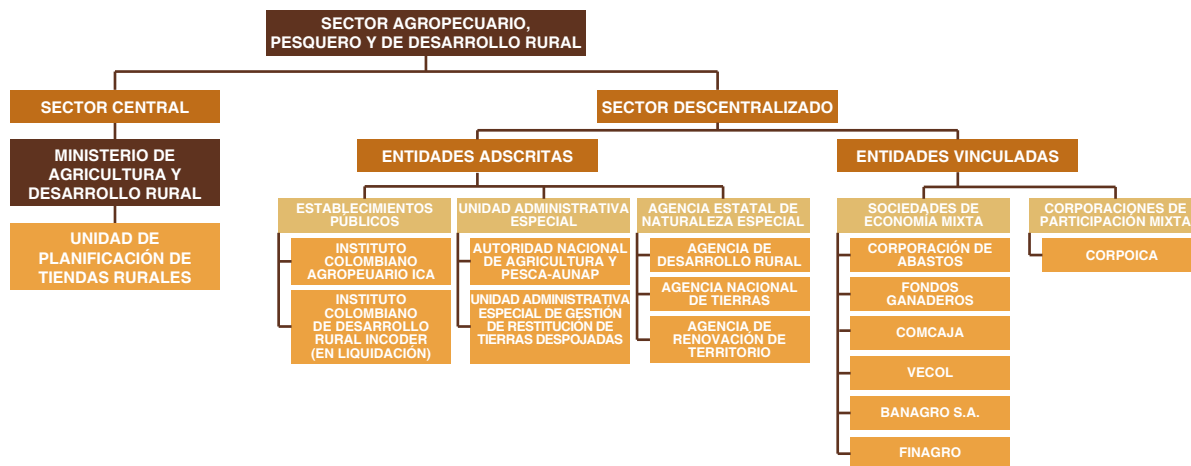 SECTOR AGROPECUARIO,
PESQUERO Y DE DESARROLLO RURAL
SECTOR CENTRAL
SECTOR DESCENTRALIZADO
MINISTERIO DE
AGRICULTURA Y
DESARROLLO RURAL
UNIDAD DE
PLANIFICACIÓN DE
TIENDAS RURALES
ENTIDADES ADSCRITAS
ENTIDADES VINCULADAS
ESTABLECIMIENTOS
PÚBLICOS
INSTITUTO
COLOMBIANO
AGROPEUARIO ICA
INSTITUTO
COLOMBIANO
DE DESARROLLO
RURAL INCODER
(EN LIQUIDACIÓN)
UNIDAD ADMINISTRATIVA
ESPECIAL
AUTORIDAD NACIONAL
DE AGRICULTURA Y
PESCA-AUNAP
UNIDAD ADMINISTRATIVA
ESPECIAL DE GESTIÓN
DE RESTITUCIÓN DE
TIERRAS DESPOJADAS
AGENCIA ESTATAL DE
NATURALEZA ESPECIAL
AGENCIA DE
DESARROLLO RURAL
AGENCIA NACIONAL
DE TIERRAS
AGENCIA DE
RENOVACIÓN DE
TERRITORIO
SOCIEDADES DE
ECONOMÍA MIXTA
CORPORACIÓN DE
ABASTOS
FONDOS
GANADEROS
COMCAJA
VECOL
BANAGRO S.A.
FINAGRO
CORPORACIONES DE
PARTICIPACIÓN MIXTA
CORPOICA